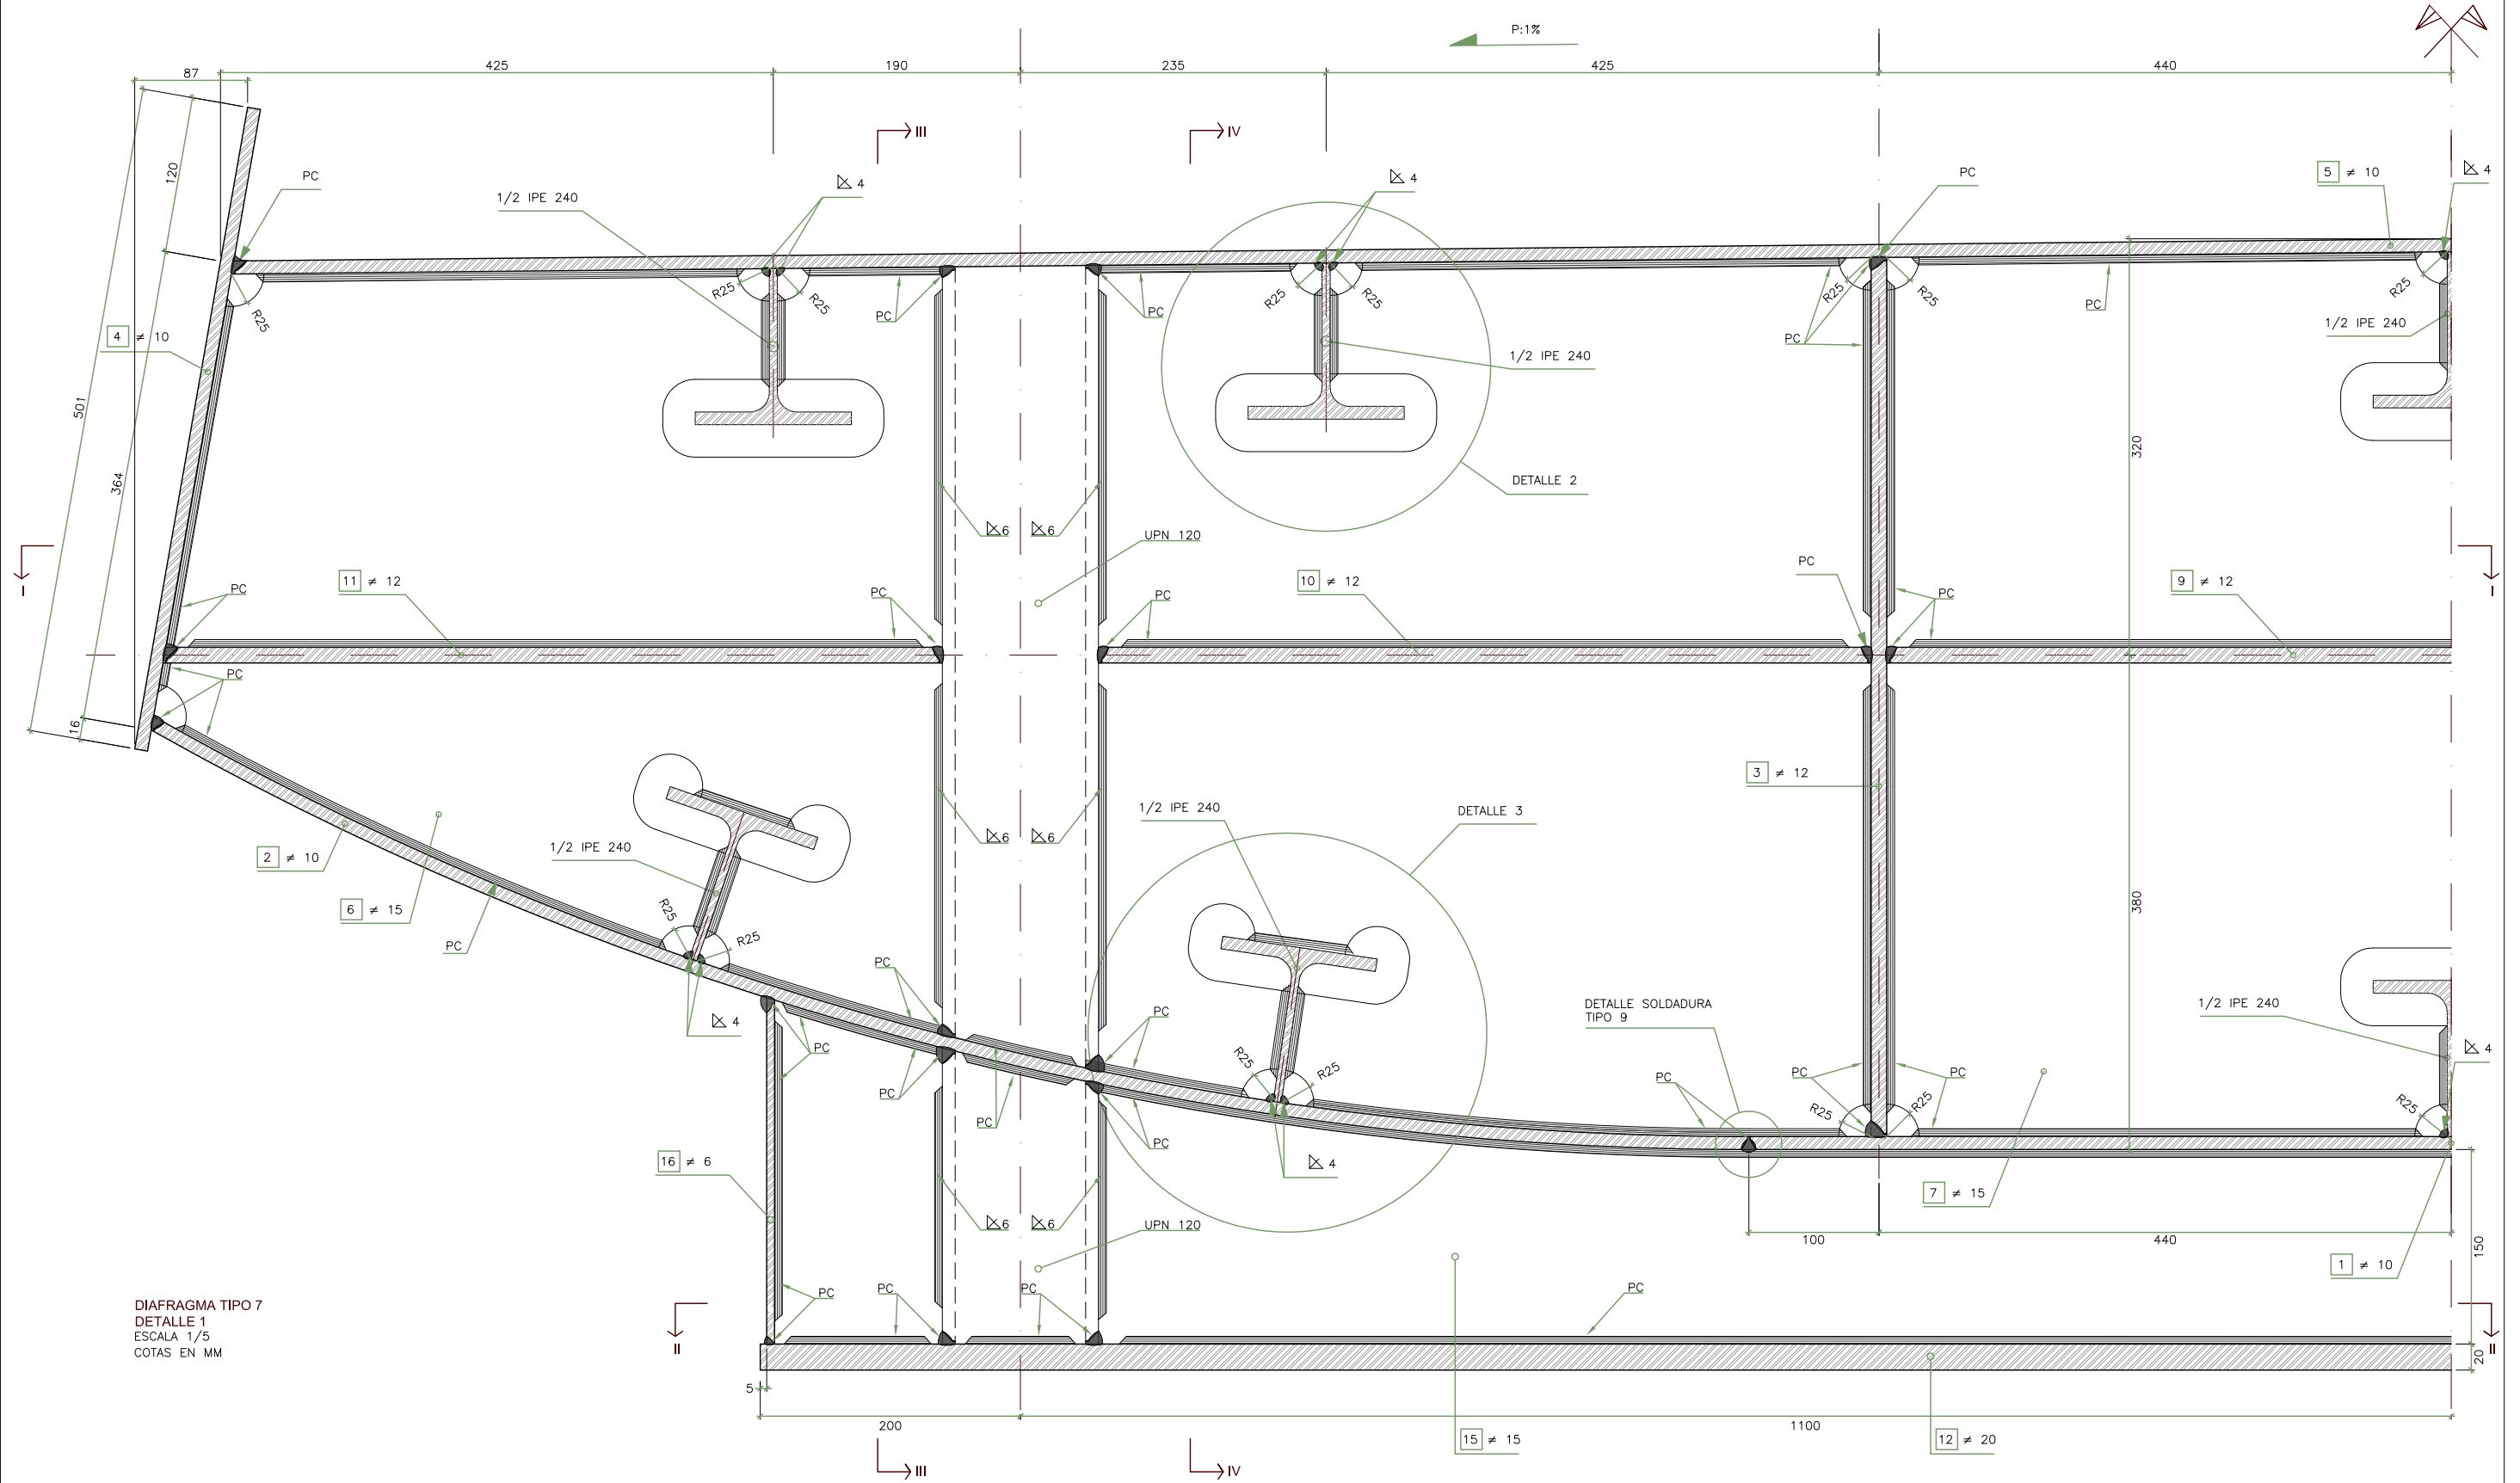 P:1%
87
425
190
235
425
440
III
IV
120
PC
1/2 IPE 240
4
4
PC
5 ≠ 10
4
R25
R25
R25
PC
PC
R25
R25
R25
R25
PC
R25
1/2 IPE 240
4 ≠ 10
1/2 IPE 240
PC
501
364
320
DETALLE 2
6
6
UPN 120
I
11 ≠ 12
PC
PC
PC
10 ≠ 12
PC
PC
9 ≠ 12
I
PC
16
3 ≠ 12
1/2 IPE 240
DETALLE 3
6
6
1/2 IPE 240
2 ≠ 10
6 ≠ 15
PC
R25
R25
380
PC
PC
DETALLE SOLDADURA
TIPO 9
1/2 IPE 240
4
4
PC
PC
PC
PC
R25
R25
PC
PC
PC
R25
R25
R25
PC
4
16 ≠ 6
7 ≠ 15
6
6
UPN 120
100
440
150
1 ≠ 10
PC
PC
PC
PC
DIAFRAGMA TIPO 7
DETALLE 1
ESCALA 1/5
COTAS EN MM
II
II
20
5
200
1100
15 ≠ 15
12 ≠ 20
III
IV